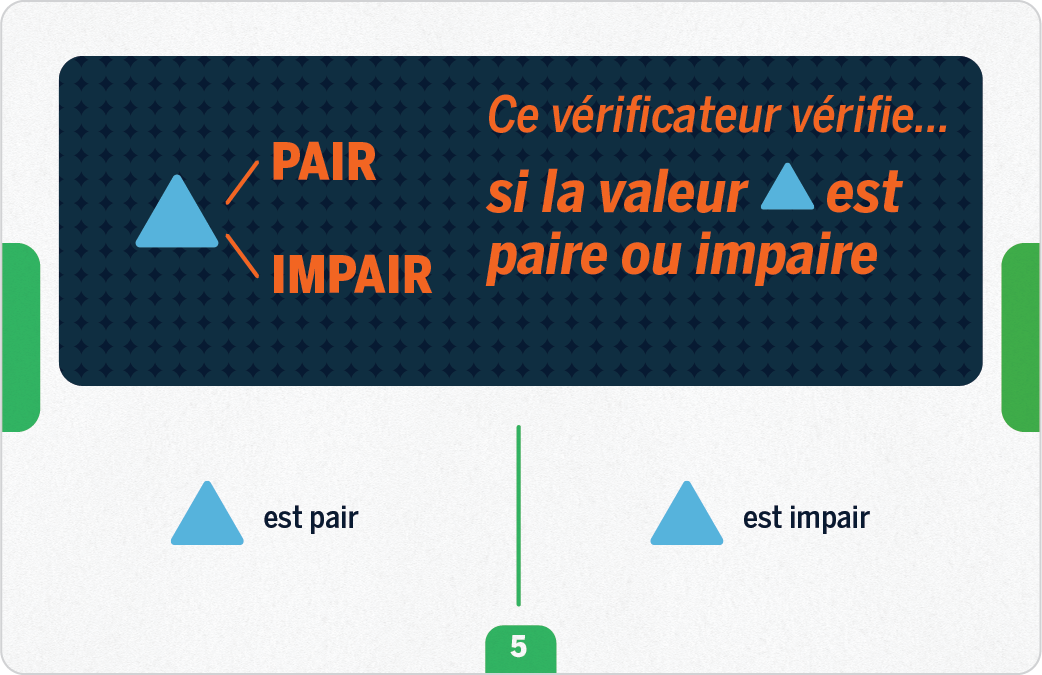 Ce vérificateur vérifie...
PAIR
si la valeur est
paire ou impaire
IMPAIR
est pair
est impair
5